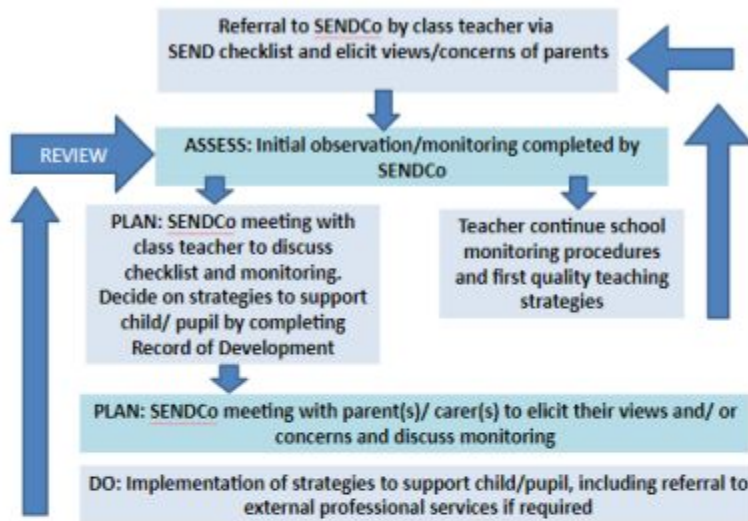 Referral to SENDCo by class teacher via
SEND checklist and elicit views/concerns of parents
REVIEW
ASSESS: Initial observation/monitoring completed by
SENDCo
PLAN: SENDCo meeting with
class teacher to discuss
checklist and monitoring.
Decide on strategies to support
child/ pupil by completing
Record of Development
Teacher continue school
monitoring procedures
and first quality teaching
strategies
PLAN: SENDCo meeting with parent(s)/ carer(s) to elicit their views and/ or
concerns and discuss monitoring
DO: Implementation of strategies to support child/pupil, including referral to
external professional services if required